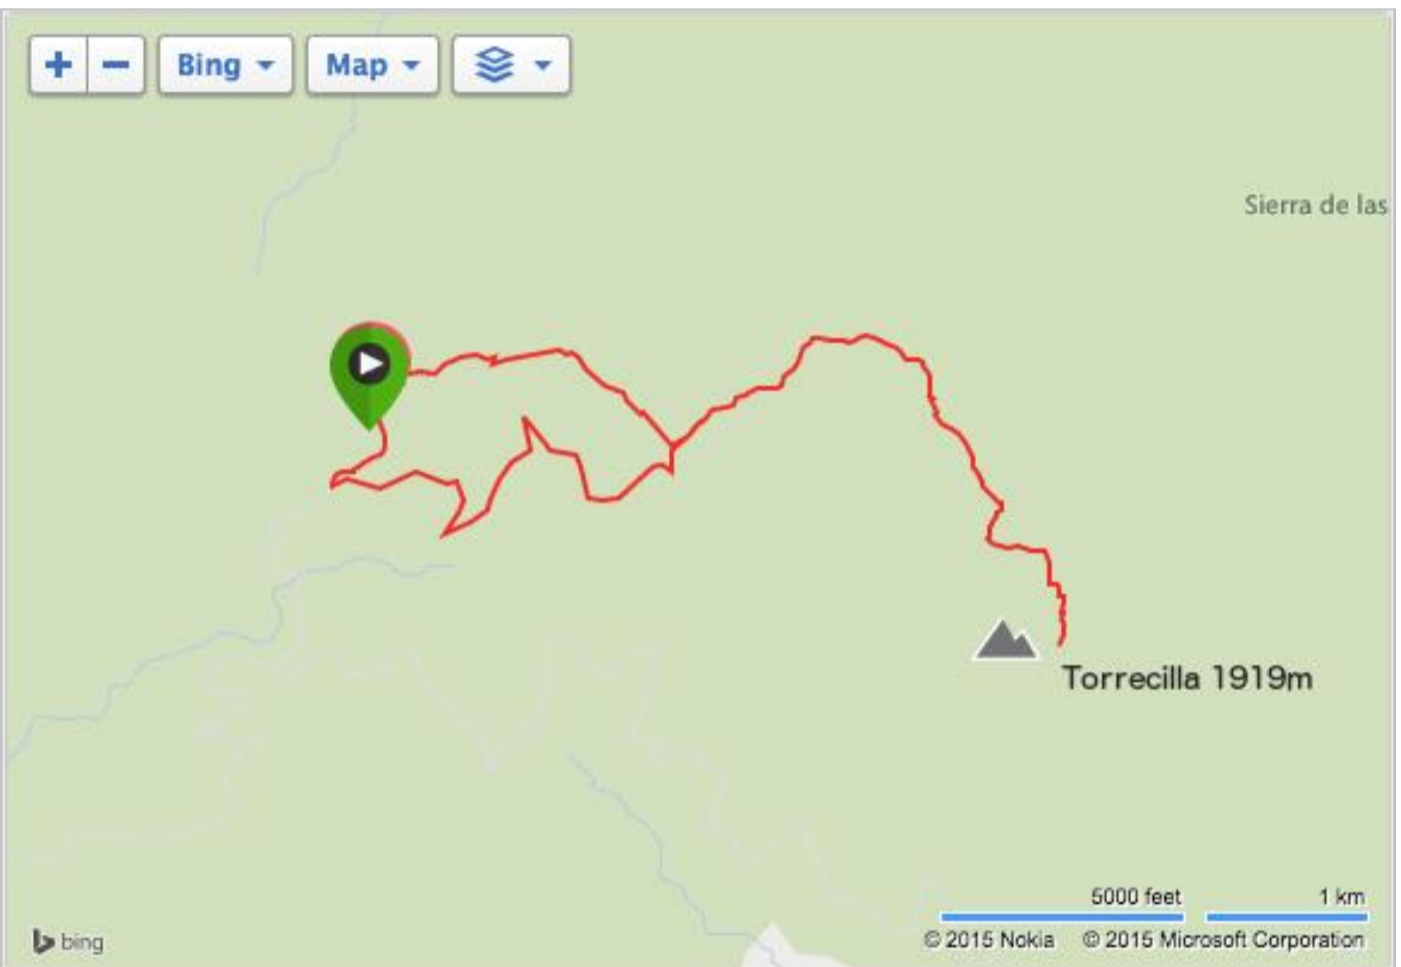 Bing
Map
Sierra de las
Torrecilla 1919m
5000 feet
1 km
bing
© 2015 Nokia © 2015 Microsoft Corporation